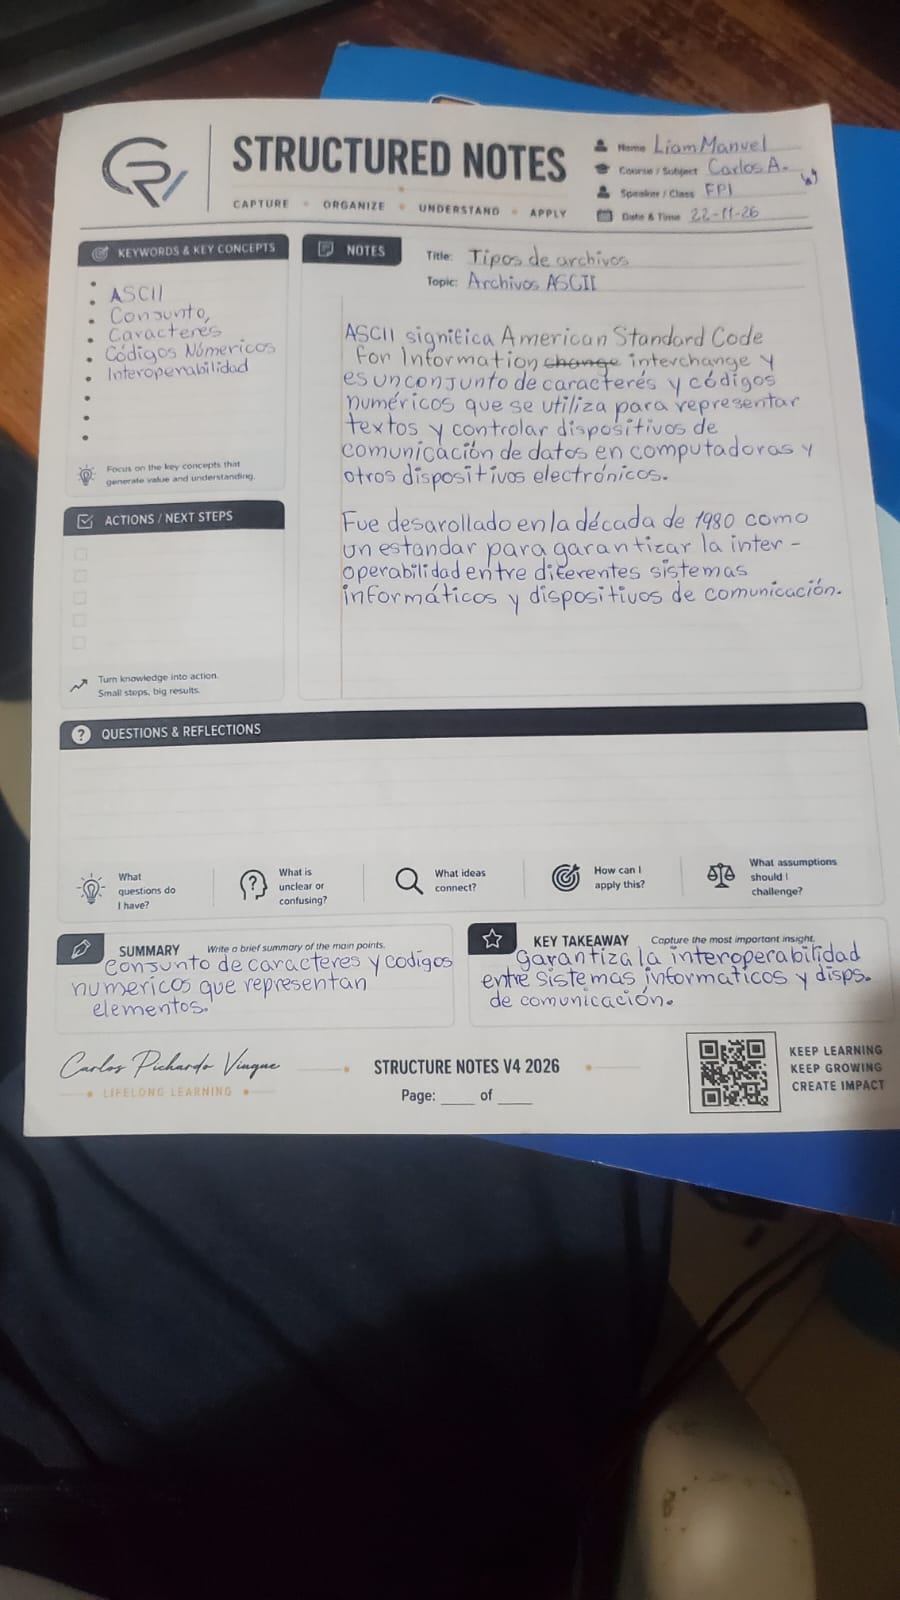 STRUCTURED NOTES
CAPTURE • ORGANIZE • UNDERSTAND • APPLY
Name Liam Manuel
Course / Subject Carlos A.
Speaker / Class FPI
Date & Time 22-11-26
KEYWORDS & KEY CONCEPTS
• ASCII
• Conjunto,
• Caracterés
• Códigos Númericos
• Interoperabilidad
Focus on the key concepts that
generate value and understanding.
ACTIONS / NEXT STEPS
Turn knowledge into action.
Small steps, big results.
NOTES
Title: Tipos de archivos
Topic: Archivos ASCII
ASCII significa American Standard Code
for Information change interchange y
es un conjunto de caracterés y códigos
numéricos que se utiliza para representar
textos y controlar dispositivos de
comunicación de datos en computadoras y
otros dispositivos electrónicos.
Fue desarollado en la década de 1980 como
un estandar para garantizar la inter -
operabilidad entre diferentes sistemas
informáticos y dispositivos de comunicación.
QUESTIONS & REFLECTIONS
What
questions do
I have?
What is
unclear or
confusing?
What ideas
connect?
How can I
apply this?
What assumptions
should I
challenge?
SUMMARY Write a brief summary of the main points.
Conjunto de caracteres y codigos
numericos que representan
elementos.
KEY TAKEAWAY Capture the most important insight.
Garantiza la interoperabilidad
entre sistemas informaticos y disps.
de comunicación.
Carlos Pichardo Viuque
LIFELONG LEARNING
STRUCTURE NOTES V4 2026
Page: ____ of ____
KEEP LEARNING
KEEP GROWING
CREATE IMPACT